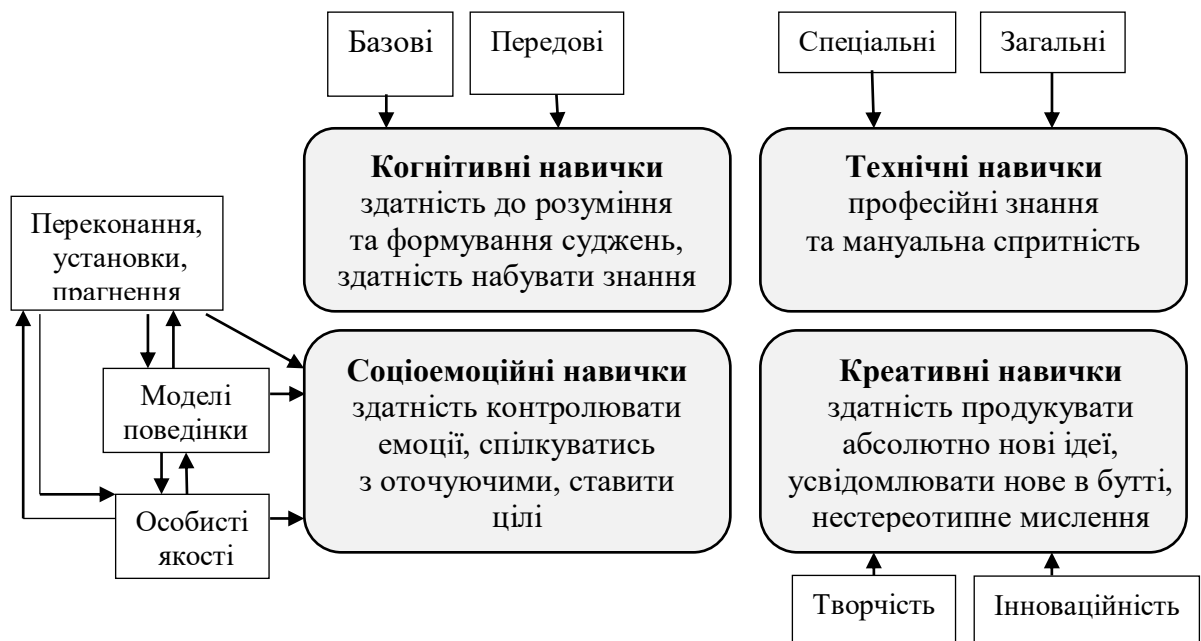 Базові
Передові
Спеціальні
Загальні
Когнітивні навички
здатність до розуміння
та формування суджень,
здатність набувати знання
Технічні навички
професійні знання
та мануальна спритність
Переконання,
установки,
прагнення
Моделі
поведінки
Особисті
якості
Соціоемоційні навички
здатність контролювати
емоції, спілкуватись
з оточуючими, ставити
цілі
Креативні навички
здатність продукувати
абсолютно нові ідеї,
усвідомлювати нове в бутті,
нестереотипне мислення
Творчість
Інноваційність